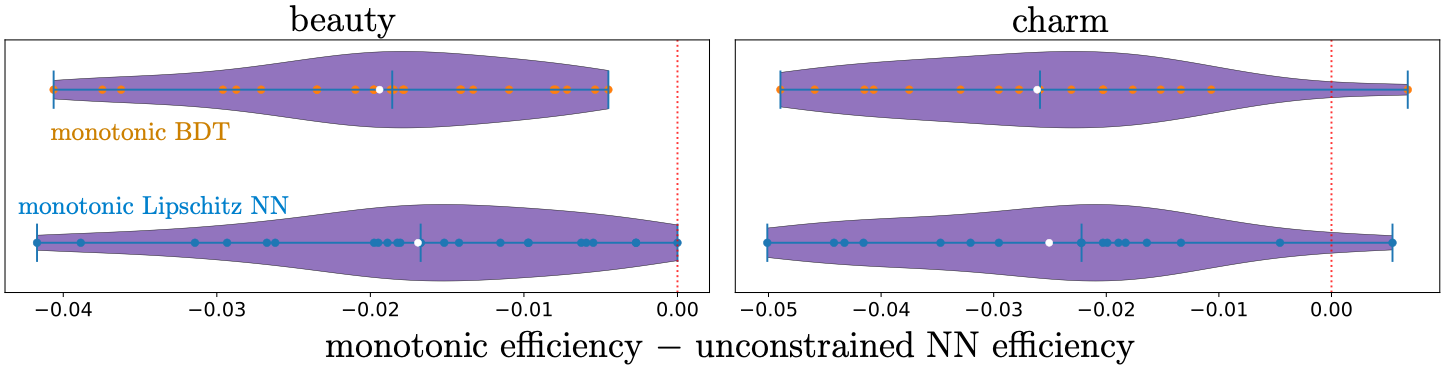 beauty
charm
monotonic BDT
monotonic Lipschitz NN
−0.04 −0.03 −0.02 −0.01 0.00
−0.05 −0.04 −0.03 −0.02 −0.01 0.00
monotonic efficiency − unconstrained NN efficiency